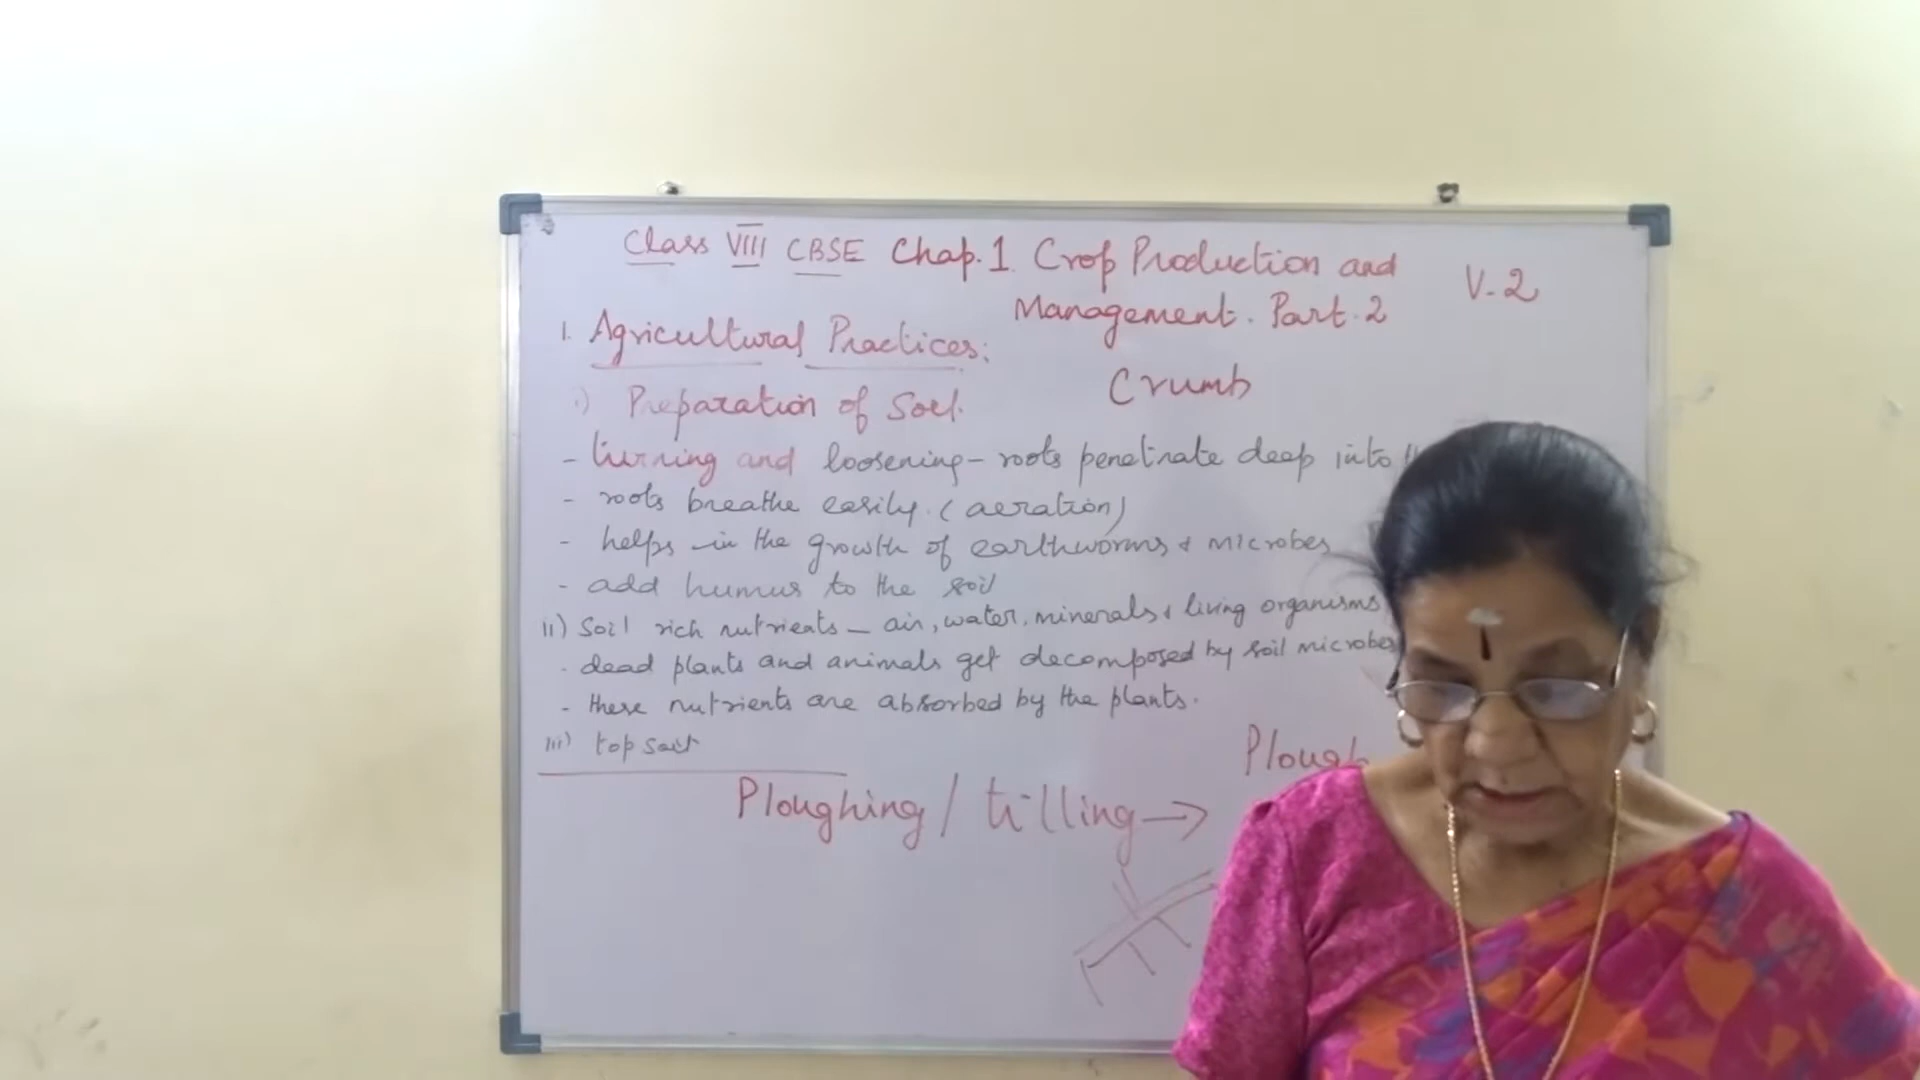 Class VIII CBSE Chap. 1. Crop Production and
Management. Part. 2
V. 2
1. Agricultural Practices:
Crumb
i) Preparation of Soil.
- turning and loosening - roots penetrate deep into
- roots breathe easily. (aeration)
- helps in the growth of earthworms & microbes
- add humus to the soil
ii) Soil rich nutrients - air, water, minerals & living organisms
- dead plants and animals get decomposed by soil microbes
- these nutrients are absorbed by the plants.
iii) top soil
Plough
Ploughing / tilling →